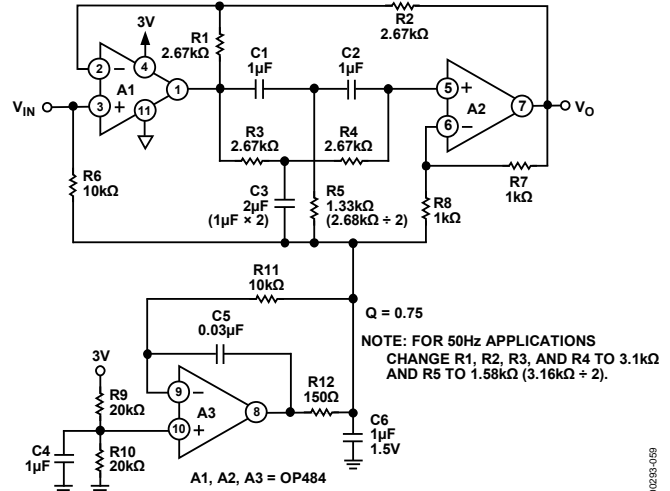 R2
2.67kΩ
3V
R1
2.67kΩ
C1
1µF
C2
1µF
2
−
4
A1
1
3
+
11
VIN
5
+
A2
7
6
−
VO
R3
2.67kΩ
R4
2.67kΩ
R6
10kΩ
C3
2µF
(1µF × 2)
R5
1.33kΩ
(2.68kΩ ÷ 2)
R8
1kΩ
R7
1kΩ
R11
10kΩ
Q = 0.75
C5
0.03µF
NOTE: FOR 50Hz APPLICATIONS
CHANGE R1, R2, R3, AND R4 TO 3.1kΩ
AND R5 TO 1.58kΩ (3.16kΩ ÷ 2).
3V
R9
20kΩ
9
−
A3
8
10
+
R12
150Ω
C4
1µF
R10
20kΩ
C6
1µF
1.5V
A1, A2, A3 = OP484
00293-059